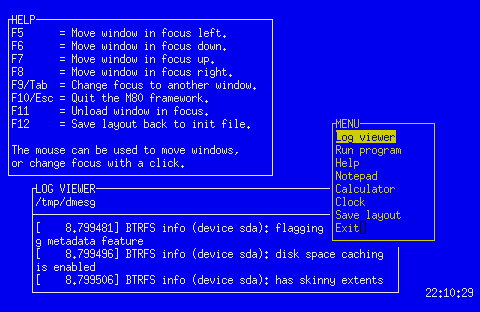 HELP
F5     = Move window in focus left.
F6     = Move window in focus down.
F7     = Move window in focus up.
F8     = Move window in focus right.
F9/Tab  = Change focus to another window.
F10/Esc = Quit the M80 framework.
F11    = Unload window in focus.
F12    = Save layout back to init file.
The mouse can be used to move windows,
or change focus with a click.
MENU
Log viewer
Run program
Help
Notepad
Calculator
Clock
Save layout
Exit
LOG VIEWER
/tmp/dmesg
[    8.799481] BTRFS info (device sda): flagging
g metadata feature
[    8.799496] BTRFS info (device sda): disk space caching
is enabled
[    8.799506] BTRFS info (device sda): has skinny extents
22:10:29